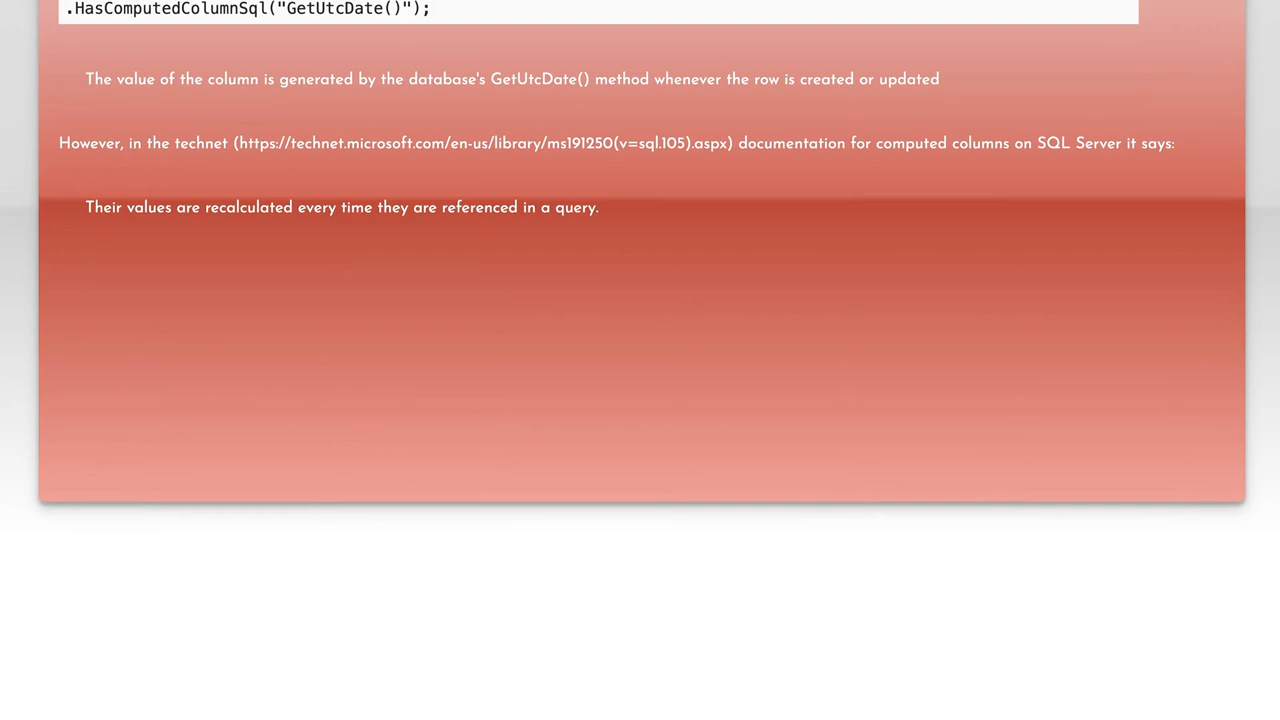 .HasComputedColumnSql("GetUtcDate()");
The value of the column is generated by the database's GetUtcDate() method whenever the row is created or updated
However, in the technet (https://technet.microsoft.com/en-us/library/ms191250(v=sql.105).aspx) documentation for computed columns on SQL Server it says:
Their values are recalculated every time they are referenced in a query.